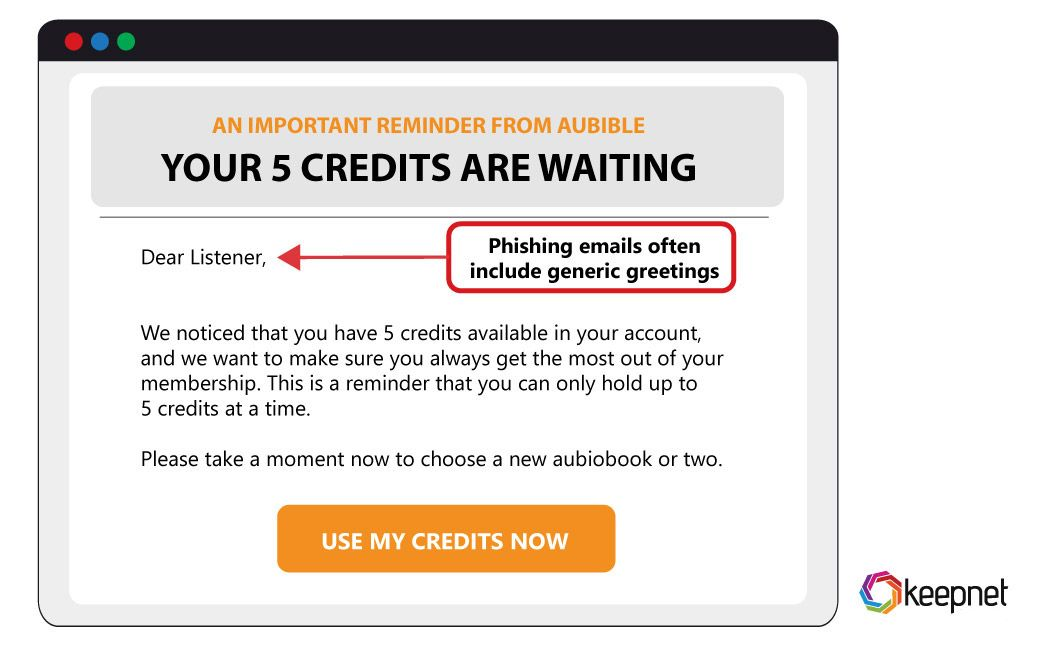 AN IMPORTANT REMINDER FROM AUBIBLE
YOUR 5 CREDITS ARE WAITING
Dear Listener,
Phishing emails often
include generic greetings
We noticed that you have 5 credits available in your account,
and we want to make sure you always get the most out of your
membership. This is a reminder that you can only hold up to
5 credits at a time.
Please take a moment now to choose a new aubiobook or two.
USE MY CREDITS NOW
keepnet